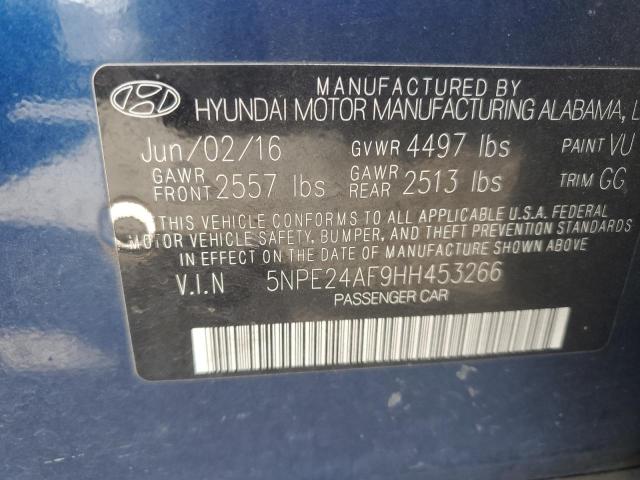 MANUFACTURED BY
HYUNDAI MOTOR MANUFACTURING ALABAMA,
Jun/02/16 GVWR 4497 lbs PAINT VU
GAWR FRONT 2557 lbs GAWR REAR 2513 lbs TRIM GG
THIS VEHICLE CONFORMS TO ALL APPLICABLE U.S.A. FEDERAL
MOTOR VEHICLE SAFETY, BUMPER, AND THEFT PREVENTION STANDARDS
IN EFFECT ON THE DATE OF MANUFACTURE SHOWN ABOVE
V.I.N 5NPE24AF9HH453266
PASSENGER CAR